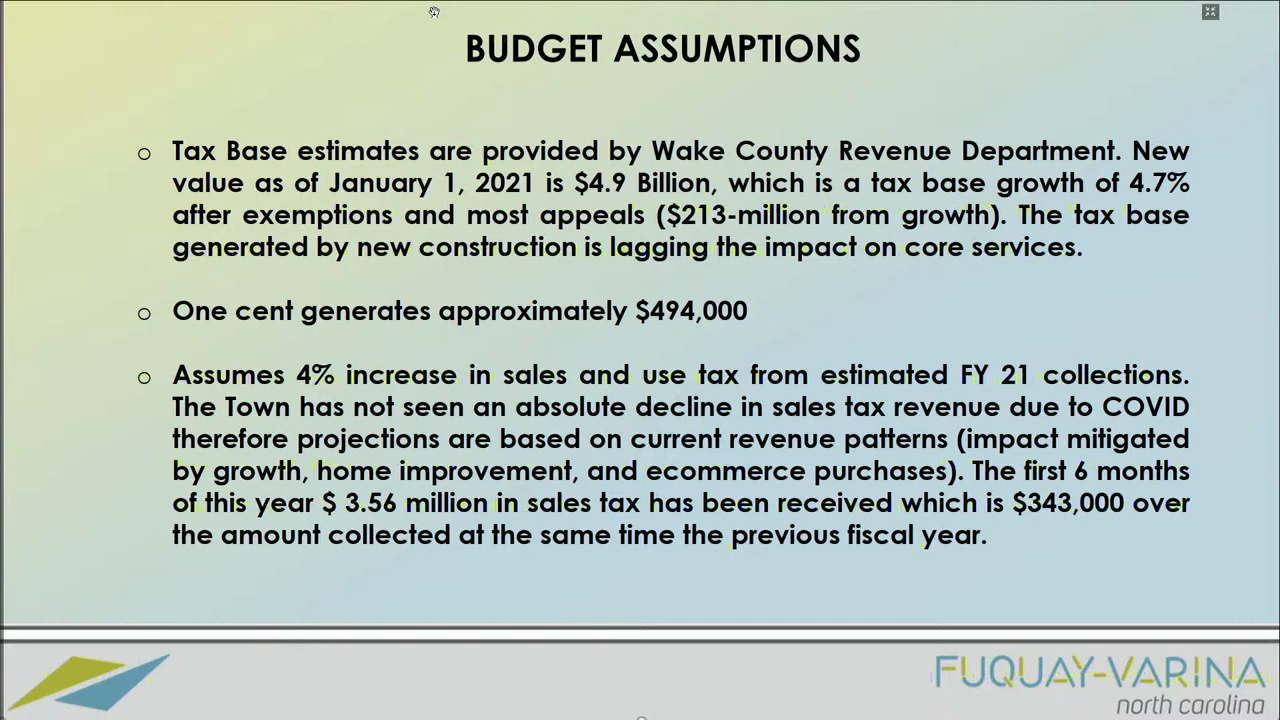 BUDGET ASSUMPTIONS
o Tax Base estimates are provided by Wake County Revenue Department. New
value as of January 1, 2021 is $4.9 Billion, which is a tax base growth of 4.7%
after exemptions and most appeals ($213-million from growth). The tax base
generated by new construction is lagging the impact on core services.
o One cent generates approximately $494,000
o Assumes 4% increase in sales and use tax from estimated FY 21 collections.
The Town has not seen an absolute decline in sales tax revenue due to COVID
therefore projections are based on current revenue patterns (impact mitigated
by growth, home improvement, and ecommerce purchases). The first 6 months
of this year $ 3.56 million in sales tax has been received which is $343,000 over
the amount collected at the same time the previous fiscal year.
FUQUAY-VARINA
north carolina